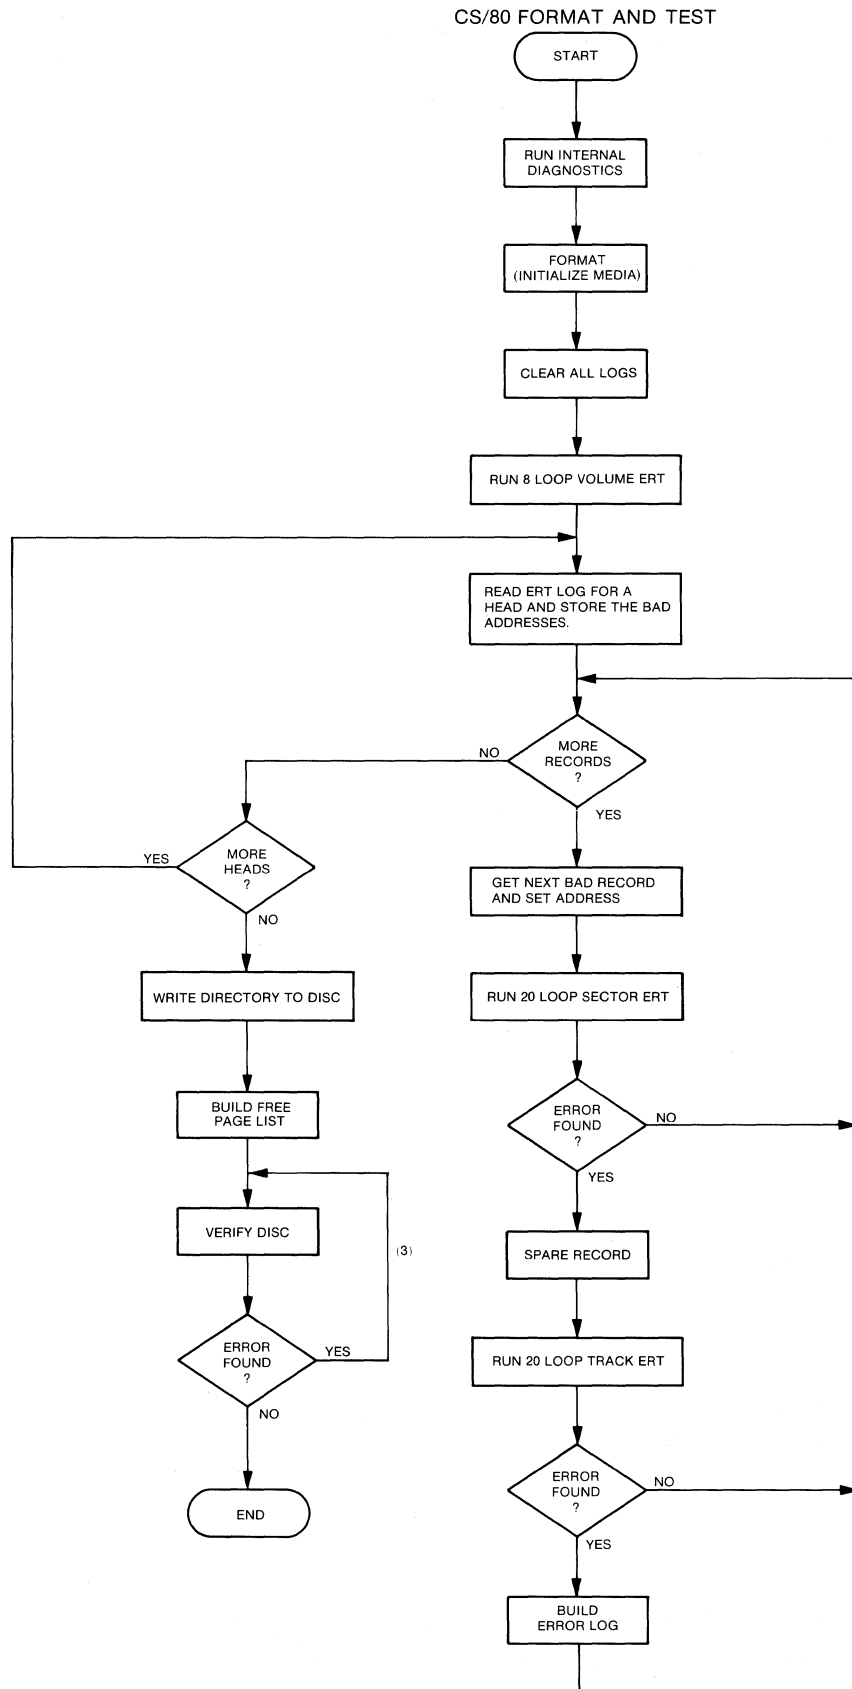 CS/80 FORMAT AND TEST
START
RUN INTERNAL
DIAGNOSTICS
FORMAT
(INITIALIZE MEDIA)
CLEAR ALL LOGS
RUN 8 LOOP VOLUME ERT
READ ERT LOG FOR A
HEAD AND STORE THE BAD
ADDRESSES.
MORE
RECORDS
?
NO
YES
MORE
HEADS
?
YES
NO
GET NEXT BAD RECORD
AND SET ADDRESS
WRITE DIRECTORY TO DISC
RUN 20 LOOP SECTOR ERT
BUILD FREE
PAGE LIST
ERROR
FOUND
?
NO
YES
VERIFY DISC
(3)
SPARE RECORD
ERROR
FOUND
?
YES
NO
RUN 20 LOOP TRACK ERT
END
ERROR
FOUND
?
NO
YES
BUILD
ERROR LOG